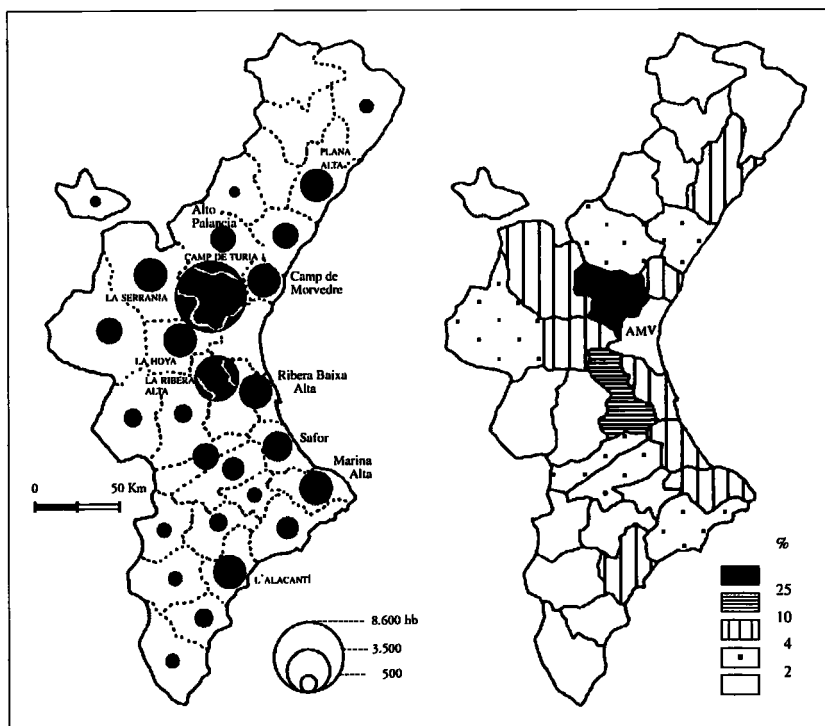 PLANA
ALTA
Alto
Palancia
CAMP DE TURIA
Camp de
Morvedre
LA SERRANIA
LA HOYA
LA RIBERA
ALTA
Ribera Baixa
Alta
Safor
Marina
Alta
0 50 Km
L'ALACANTÍ
8.600 hb
3.500
500
AMV
%
25
10
4
2